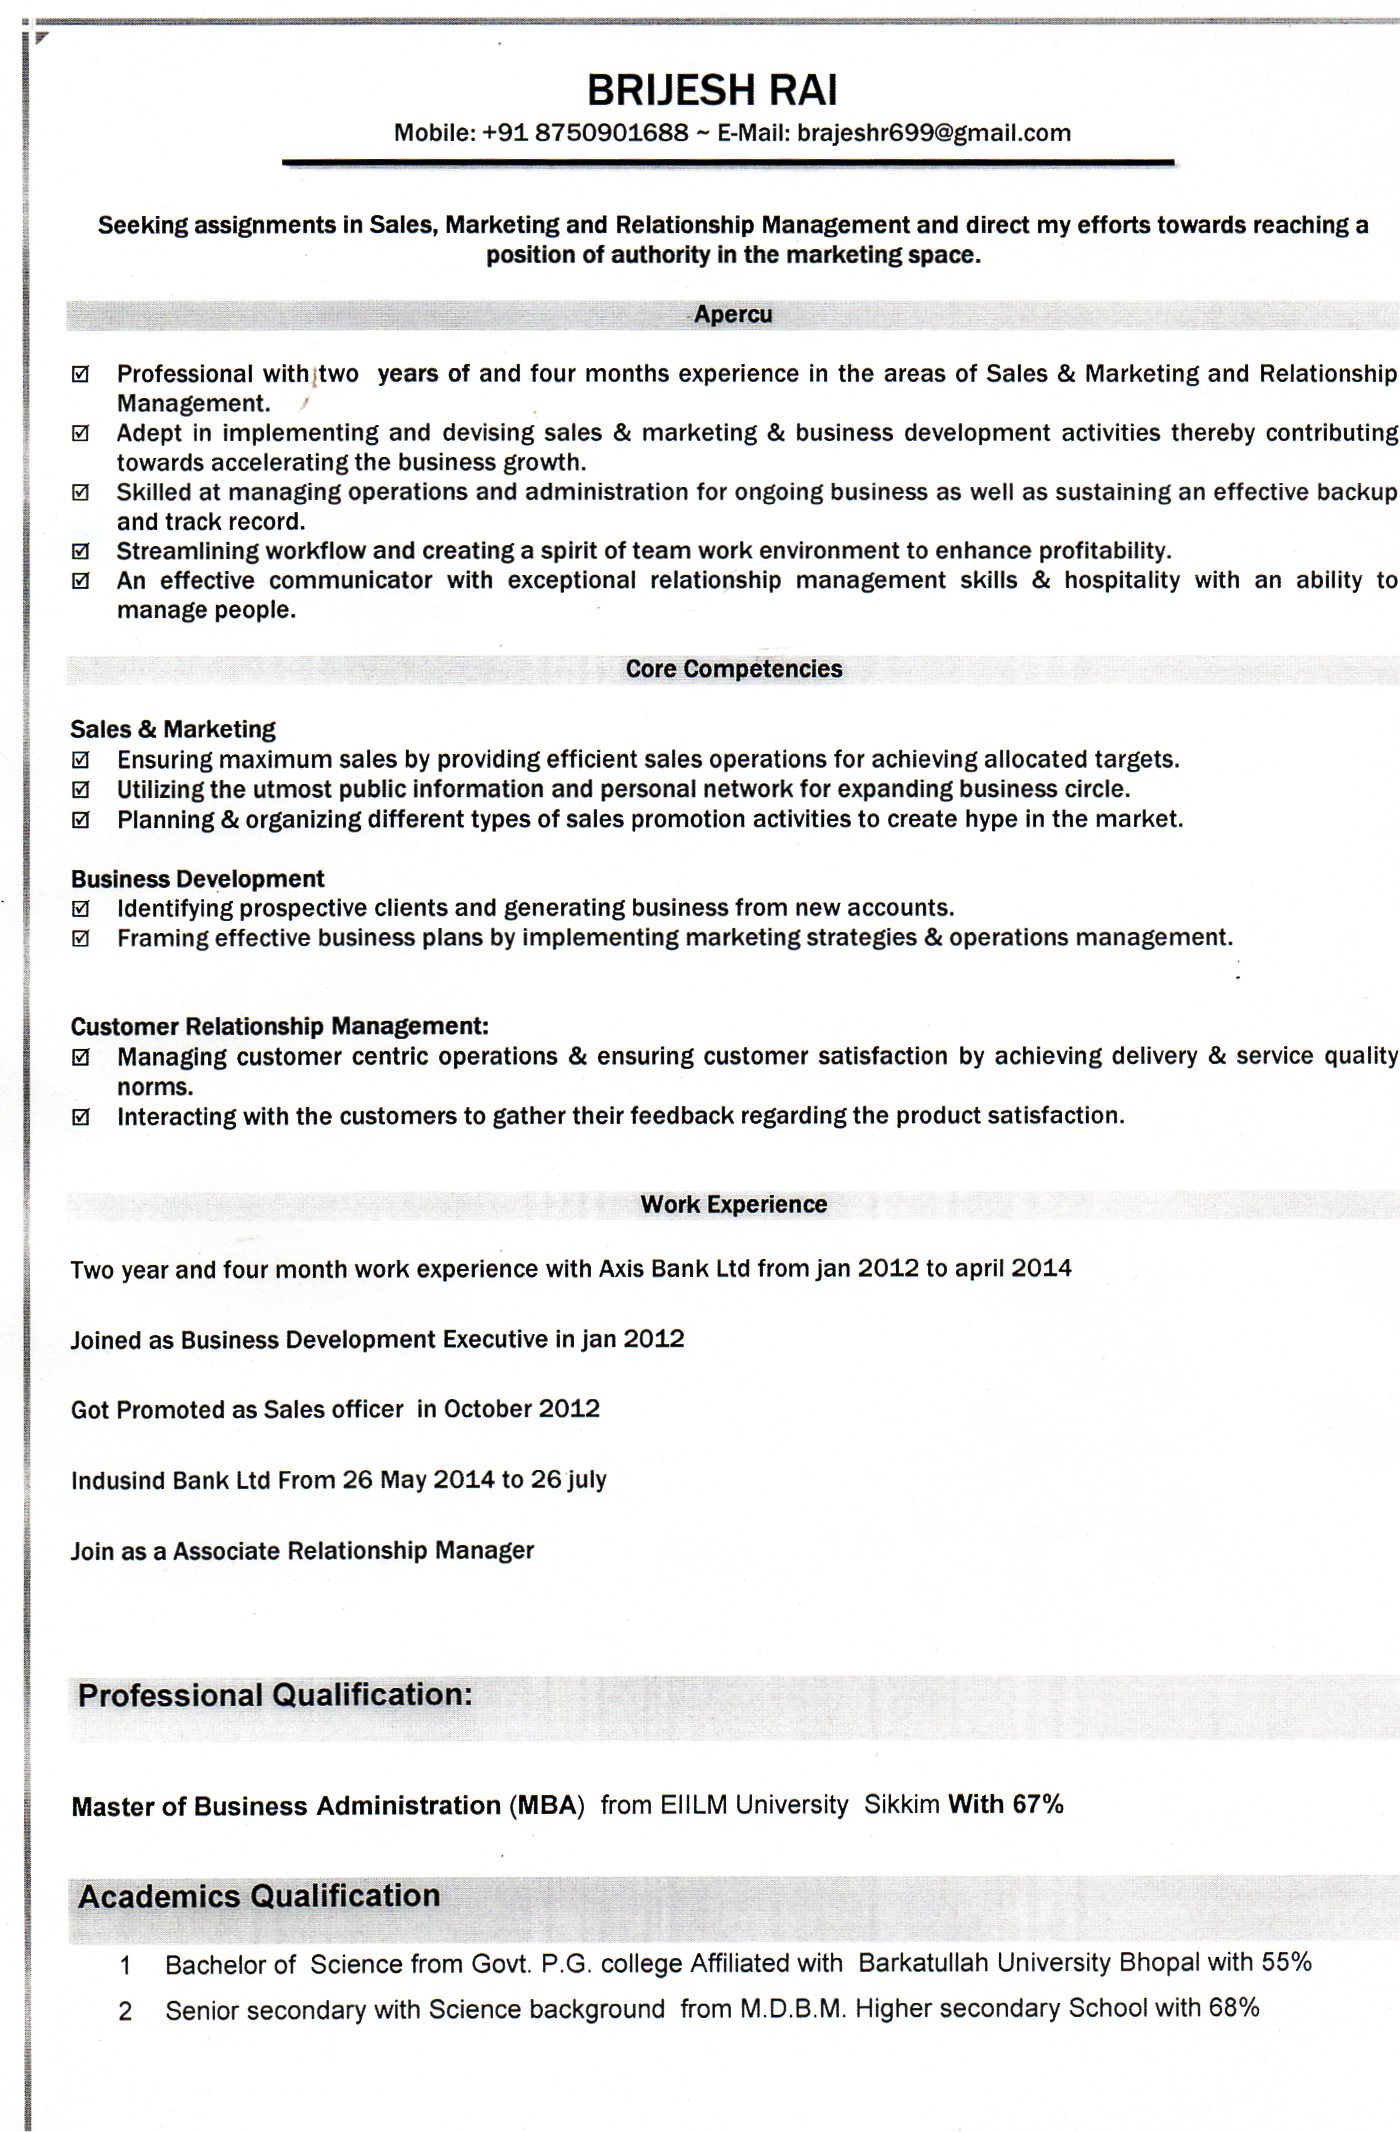 BRIJESH RAI
Mobile: +91 8750901688 ~ E-Mail: brajeshr699@gmail.com
Seeking assignments in Sales, Marketing and Relationship Management and direct my efforts towards reaching a
position of authority in the marketing space.
Apercu
☑ Professional with two years of and four months experience in the areas of Sales & Marketing and Relationship
Management.
☑ Adept in implementing and devising sales & marketing & business development activities thereby contributing
towards accelerating the business growth.
☑ Skilled at managing operations and administration for ongoing business as well as sustaining an effective backup
and track record.
☑ Streamlining workflow and creating a spirit of team work environment to enhance profitability.
☑ An effective communicator with exceptional relationship management skills & hospitality with an ability to
manage people.
Core Competencies
Sales & Marketing
☑ Ensuring maximum sales by providing efficient sales operations for achieving allocated targets.
☑ Utilizing the utmost public information and personal network for expanding business circle.
☑ Planning & organizing different types of sales promotion activities to create hype in the market.
Business Development
☑ Identifying prospective clients and generating business from new accounts.
☑ Framing effective business plans by implementing marketing strategies & operations management.
Customer Relationship Management:
☑ Managing customer centric operations & ensuring customer satisfaction by achieving delivery & service quality
norms.
☑ Interacting with the customers to gather their feedback regarding the product satisfaction.
Work Experience
Two year and four month work experience with Axis Bank Ltd from jan 2012 to april 2014
Joined as Business Development Executive in jan 2012
Got Promoted as Sales officer in October 2012
Indusind Bank Ltd From 26 May 2014 to 26 july
Join as a Associate Relationship Manager
Professional Qualification:
Master of Business Administration (MBA) from EIILM University Sikkim With 67%
Academics Qualification
1 Bachelor of Science from Govt. P.G. college Affiliated with Barkatullah University Bhopal with 55%
2 Senior secondary with Science background from M.D.B.M. Higher secondary School with 68%